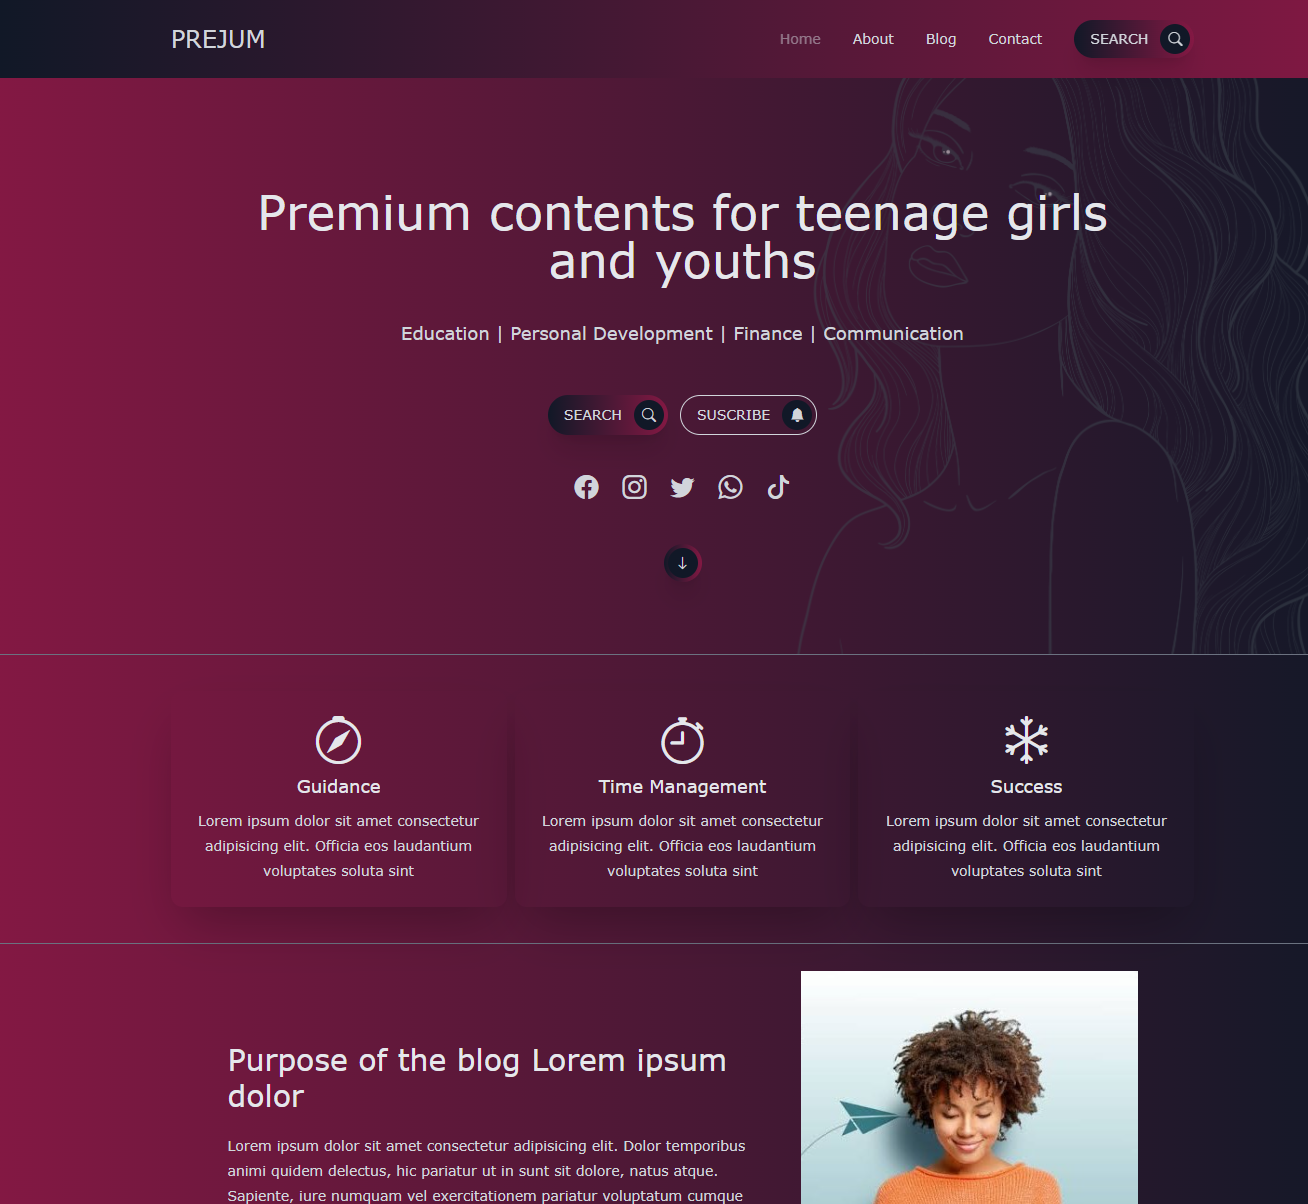 PREJUM
Home About Blog Contact SEARCH
Premium contents for teenage girls
and youths
Education | Personal Development | Finance | Communication
SEARCH SUSCRIBE
Guidance
Lorem ipsum dolor sit amet consectetur
adipisicing elit. Officia eos laudantium
voluptates soluta sint
Time Management
Lorem ipsum dolor sit amet consectetur
adipisicing elit. Officia eos laudantium
voluptates soluta sint
Success
Lorem ipsum dolor sit amet consectetur
adipisicing elit. Officia eos laudantium
voluptates soluta sint
Purpose of the blog Lorem ipsum
dolor
Lorem ipsum dolor sit amet consectetur adipisicing elit. Dolor temporibus
animi quidem delectus, hic pariatur ut in sunt sit dolore, natus atque.
Sapiente, iure numquam vel exercitationem pariatur voluptatum cumque